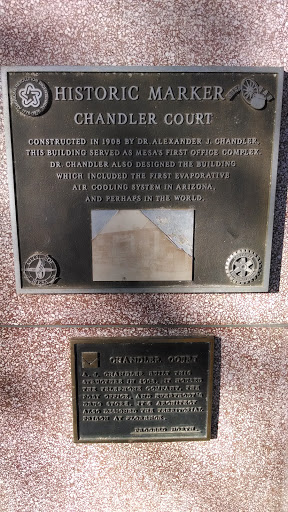 HISTORIC MARKER
CHANDLER COURT
CONSTRUCTED IN 1908 BY DR. ALEXANDER J. CHANDLER,
THIS BUILDING SERVED AS MESA'S FIRST OFFICE COMPLEX.
DR. CHANDLER ALSO DESIGNED THE BUILDING
WHICH INCLUDED THE FIRST EVAPORATIVE
AIR COOLING SYSTEM IN ARIZONA,
AND PERHAPS IN THE WORLD.
CHANDLER COURT
A. J. CHANDLER BUILT THIS
STRUCTURE IN 1908. IT HOUSED
THE TELEPHONE COMPANY, THE
POST OFFICE, AND EVERYBODY'S
DRUG STORE. IT'S ARCHITECT
ALSO DESIGNED THE TERRITORIAL
PRISON AT FLORENCE.